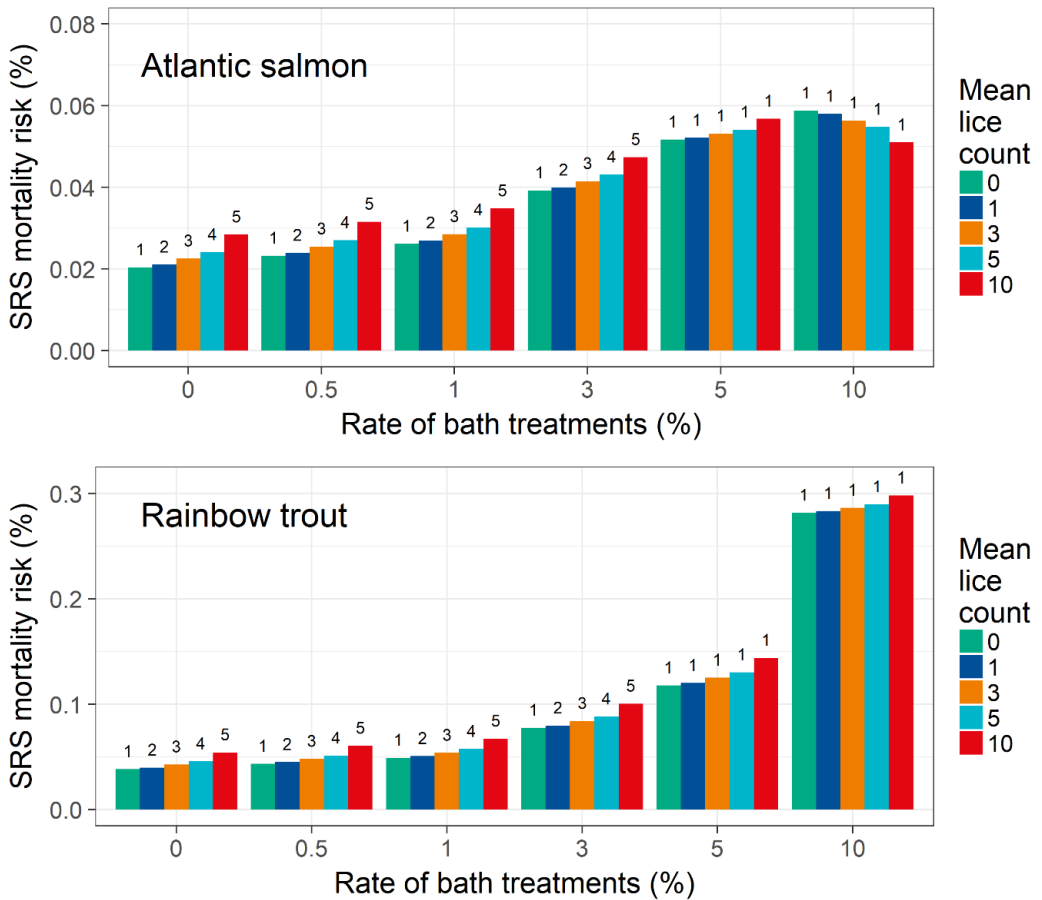 Atlantic salmon
SRS mortality risk (%)
0.08
0.06
0.04
0.02
0.00
1 2 3 4 5
1 2 3 4 5
1 2 3 4 5
1 2 3 4 5
1 1 1 1 1
1 1 1 1 1
0 0.5 1 3 5 10
Rate of bath treatments (%)
Mean
lice
count
0
1
3
5
10
Rainbow trout
SRS mortality risk (%)
0.3
0.2
0.1
0.0
1 2 3 4 5
1 2 3 4 5
1 2 3 4 5
1 2 3 4 5
1 1 1 1 1
1 1 1 1 1
0 0.5 1 3 5 10
Rate of bath treatments (%)
Mean
lice
count
0
1
3
5
10